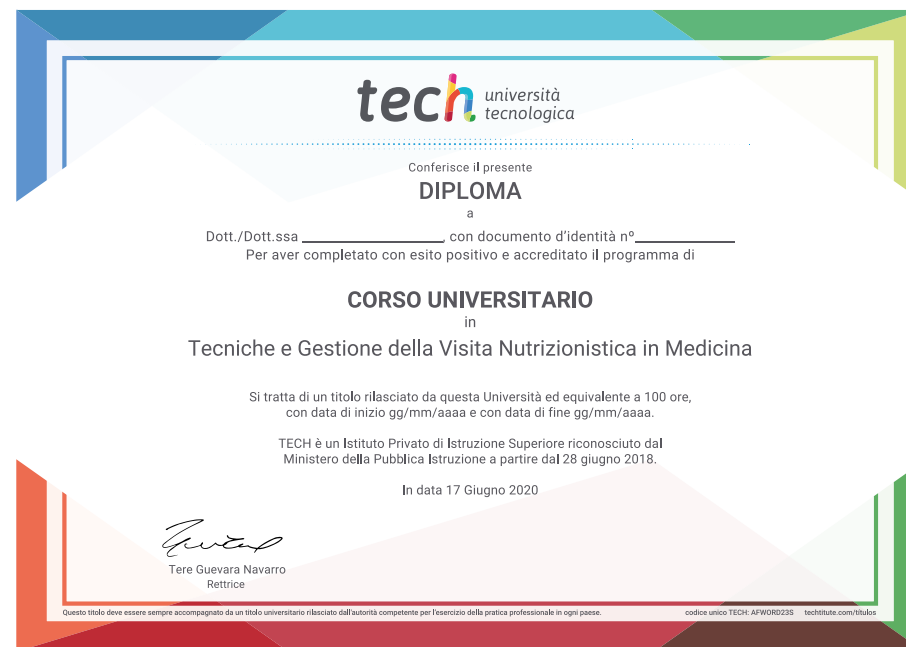 tech università
tecnologica
Conferisce il presente
DIPLOMA
a
Dott./Dott.ssa ____________________, con documento d'identità nº______________
Per aver completato con esito positivo e accreditato il programma di
CORSO UNIVERSITARIO
in
Tecniche e Gestione della Visita Nutrizionistica in Medicina
Si tratta di un titolo rilasciato da questa Università ed equivalente a 100 ore,
con data di inizio gg/mm/aaaa e con data di fine gg/mm/aaaa.
TECH è un Istituto Privato di Istruzione Superiore riconosciuto dal
Ministero della Pubblica Istruzione a partire dal 28 giugno 2018.
In data 17 Giugno 2020
Tere Guevara Navarro
Rettrice
Questo titolo deve essere sempre accompagnato da un titolo universitario rilasciato dall'autorità competente per l'esercizio della pratica professionale in ogni paese. codice unico TECH: AFWORD23S techtitute.com/títulos